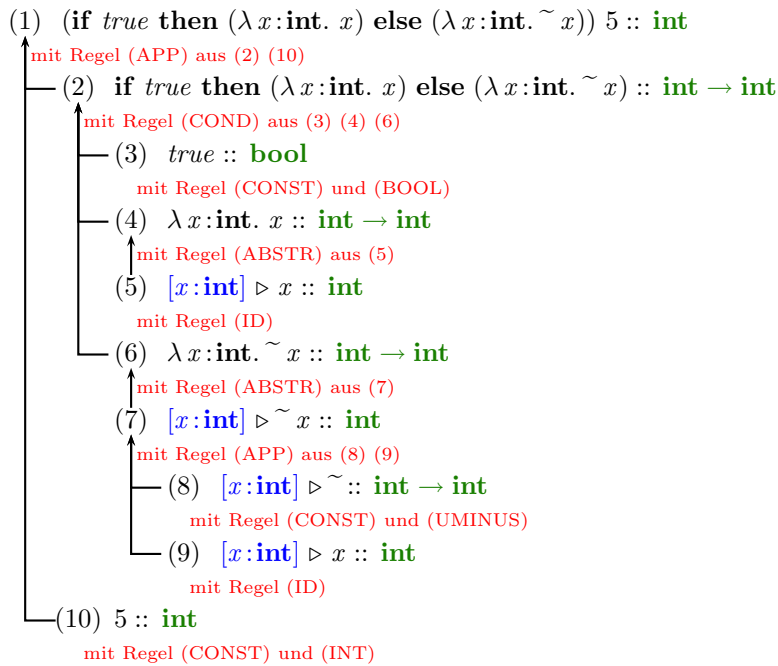 (1) (if true then (λ x:int. x) else (λ x:int. ~ x)) 5 :: int
mit Regel (APP) aus (2) (10)
(2) if true then (λ x:int. x) else (λ x:int. ~ x) :: int → int
mit Regel (COND) aus (3) (4) (6)
(3) true :: bool
mit Regel (CONST) und (BOOL)
(4) λ x:int. x :: int → int
mit Regel (ABSTR) aus (5)
(5) [x:int] ▹ x :: int
mit Regel (ID)
(6) λ x:int. ~ x :: int → int
mit Regel (ABSTR) aus (7)
(7) [x:int] ▹ ~ x :: int
mit Regel (APP) aus (8) (9)
(8) [x:int] ▹ ~ :: int → int
mit Regel (CONST) und (UMINUS)
(9) [x:int] ▹ x :: int
mit Regel (ID)
(10) 5 :: int
mit Regel (CONST) und (INT)